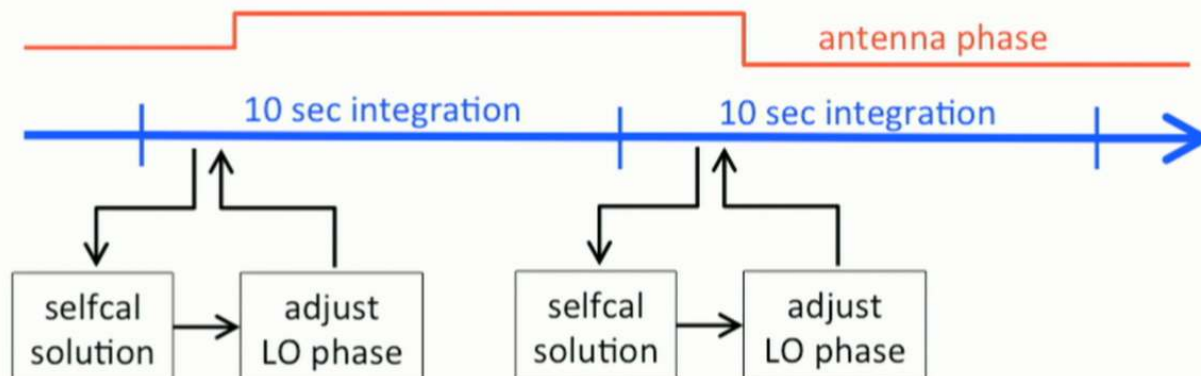 antenna phase
10 sec integration
10 sec integration
selfcal
solution
adjust
LO phase
selfcal
solution
adjust
LO phase